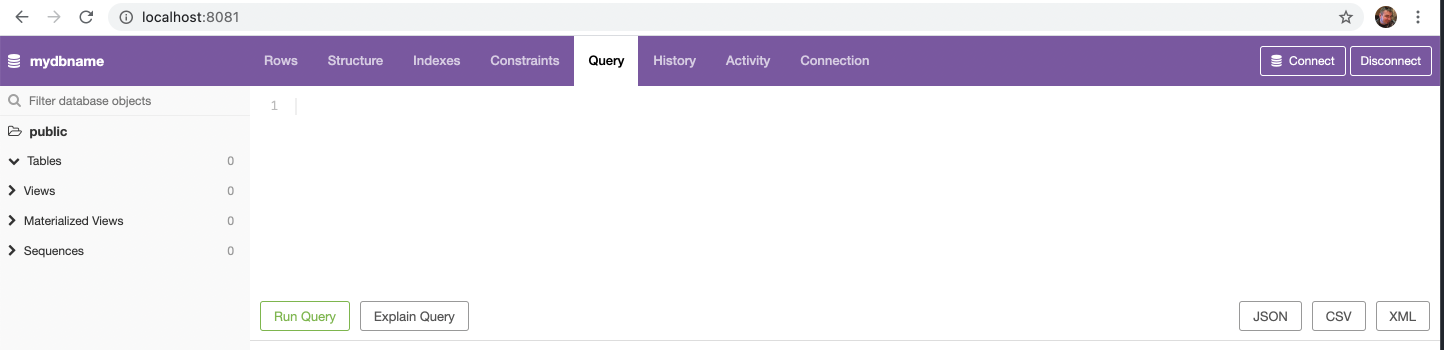 localhost:8081
mydbname Rows Structure Indexes Constraints Query History Activity Connection Connect Disconnect
Filter database objects
1
public
Tables 0
Views 0
Materialized Views 0
Sequences 0
Run Query Explain Query JSON CSV XML